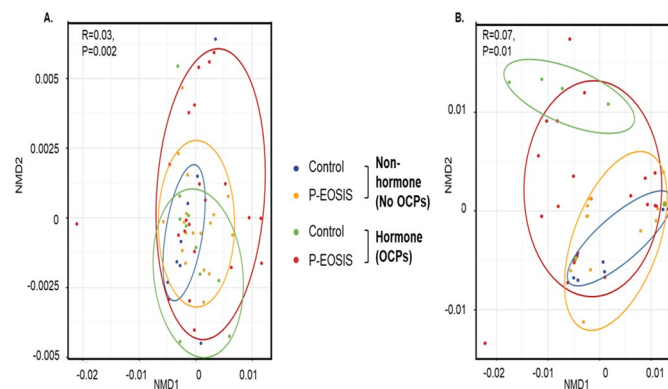 A.
R=0.03,
P=0.002
0.005
0.0025
0
-0.0025
-0.005
NMD2
-0.02
-0.01
0
0.01
NMD1
Control
P-EOSIS
Non-hormone
(No OCPs)
Control
P-EOSIS
Hormone
(OCPs)
B.
R=0.07,
P=0.01
0.01
0
-0.01
NMD2
-0.02
-0.01
0
0.01
NMD1